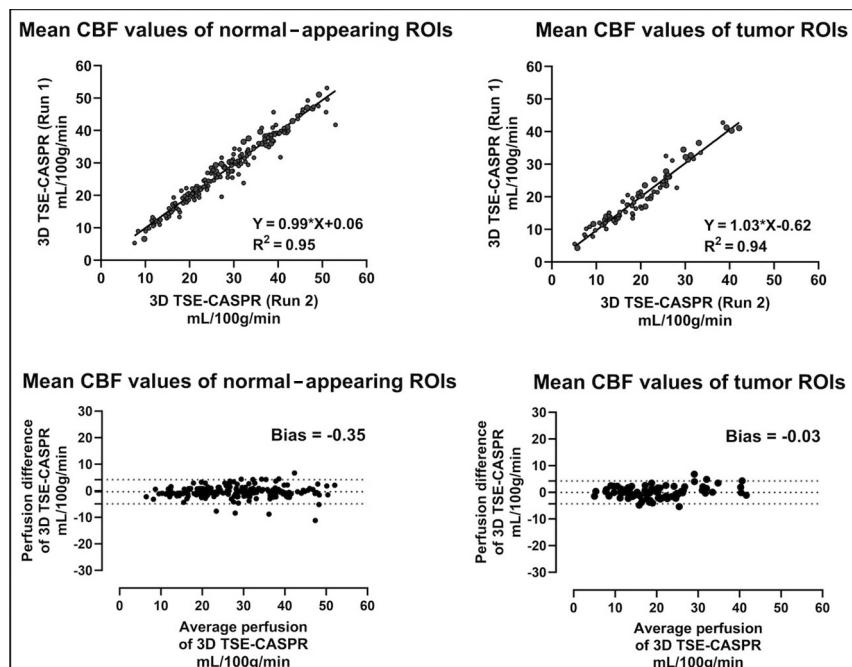 Mean CBF values of normal-appearing ROIs
3D TSE-CASPR (Run 1)
mL/100g/min
60
50
40
30
20
10
0
Y = 0.99*X+0.06
R² = 0.95
0 10 20 30 40 50 60
3D TSE-CASPR (Run 2)
mL/100g/min
Mean CBF values of tumor ROIs
3D TSE-CASPR (Run 1)
mL/100g/min
60
50
40
30
20
10
0
Y = 1.03*X-0.62
R² = 0.94
0 10 20 30 40 50 60
3D TSE-CASPR (Run 2)
mL/100g/min
Mean CBF values of normal-appearing ROIs
Perfusion difference
of 3D TSE-CASPR
mL/100g/min
30
20
10
0
-10
-20
-30
Bias = -0.35
0 10 20 30 40 50 60
Average perfusion
of 3D TSE-CASPR
mL/100g/min
Mean CBF values of tumor ROIs
Perfusion difference
of 3D TSE-CASPR
mL/100g/min
30
20
10
0
-10
-20
-30
Bias = -0.03
0 10 20 30 40 50 60
Average perfusion
of 3D TSE-CASPR
mL/100g/min